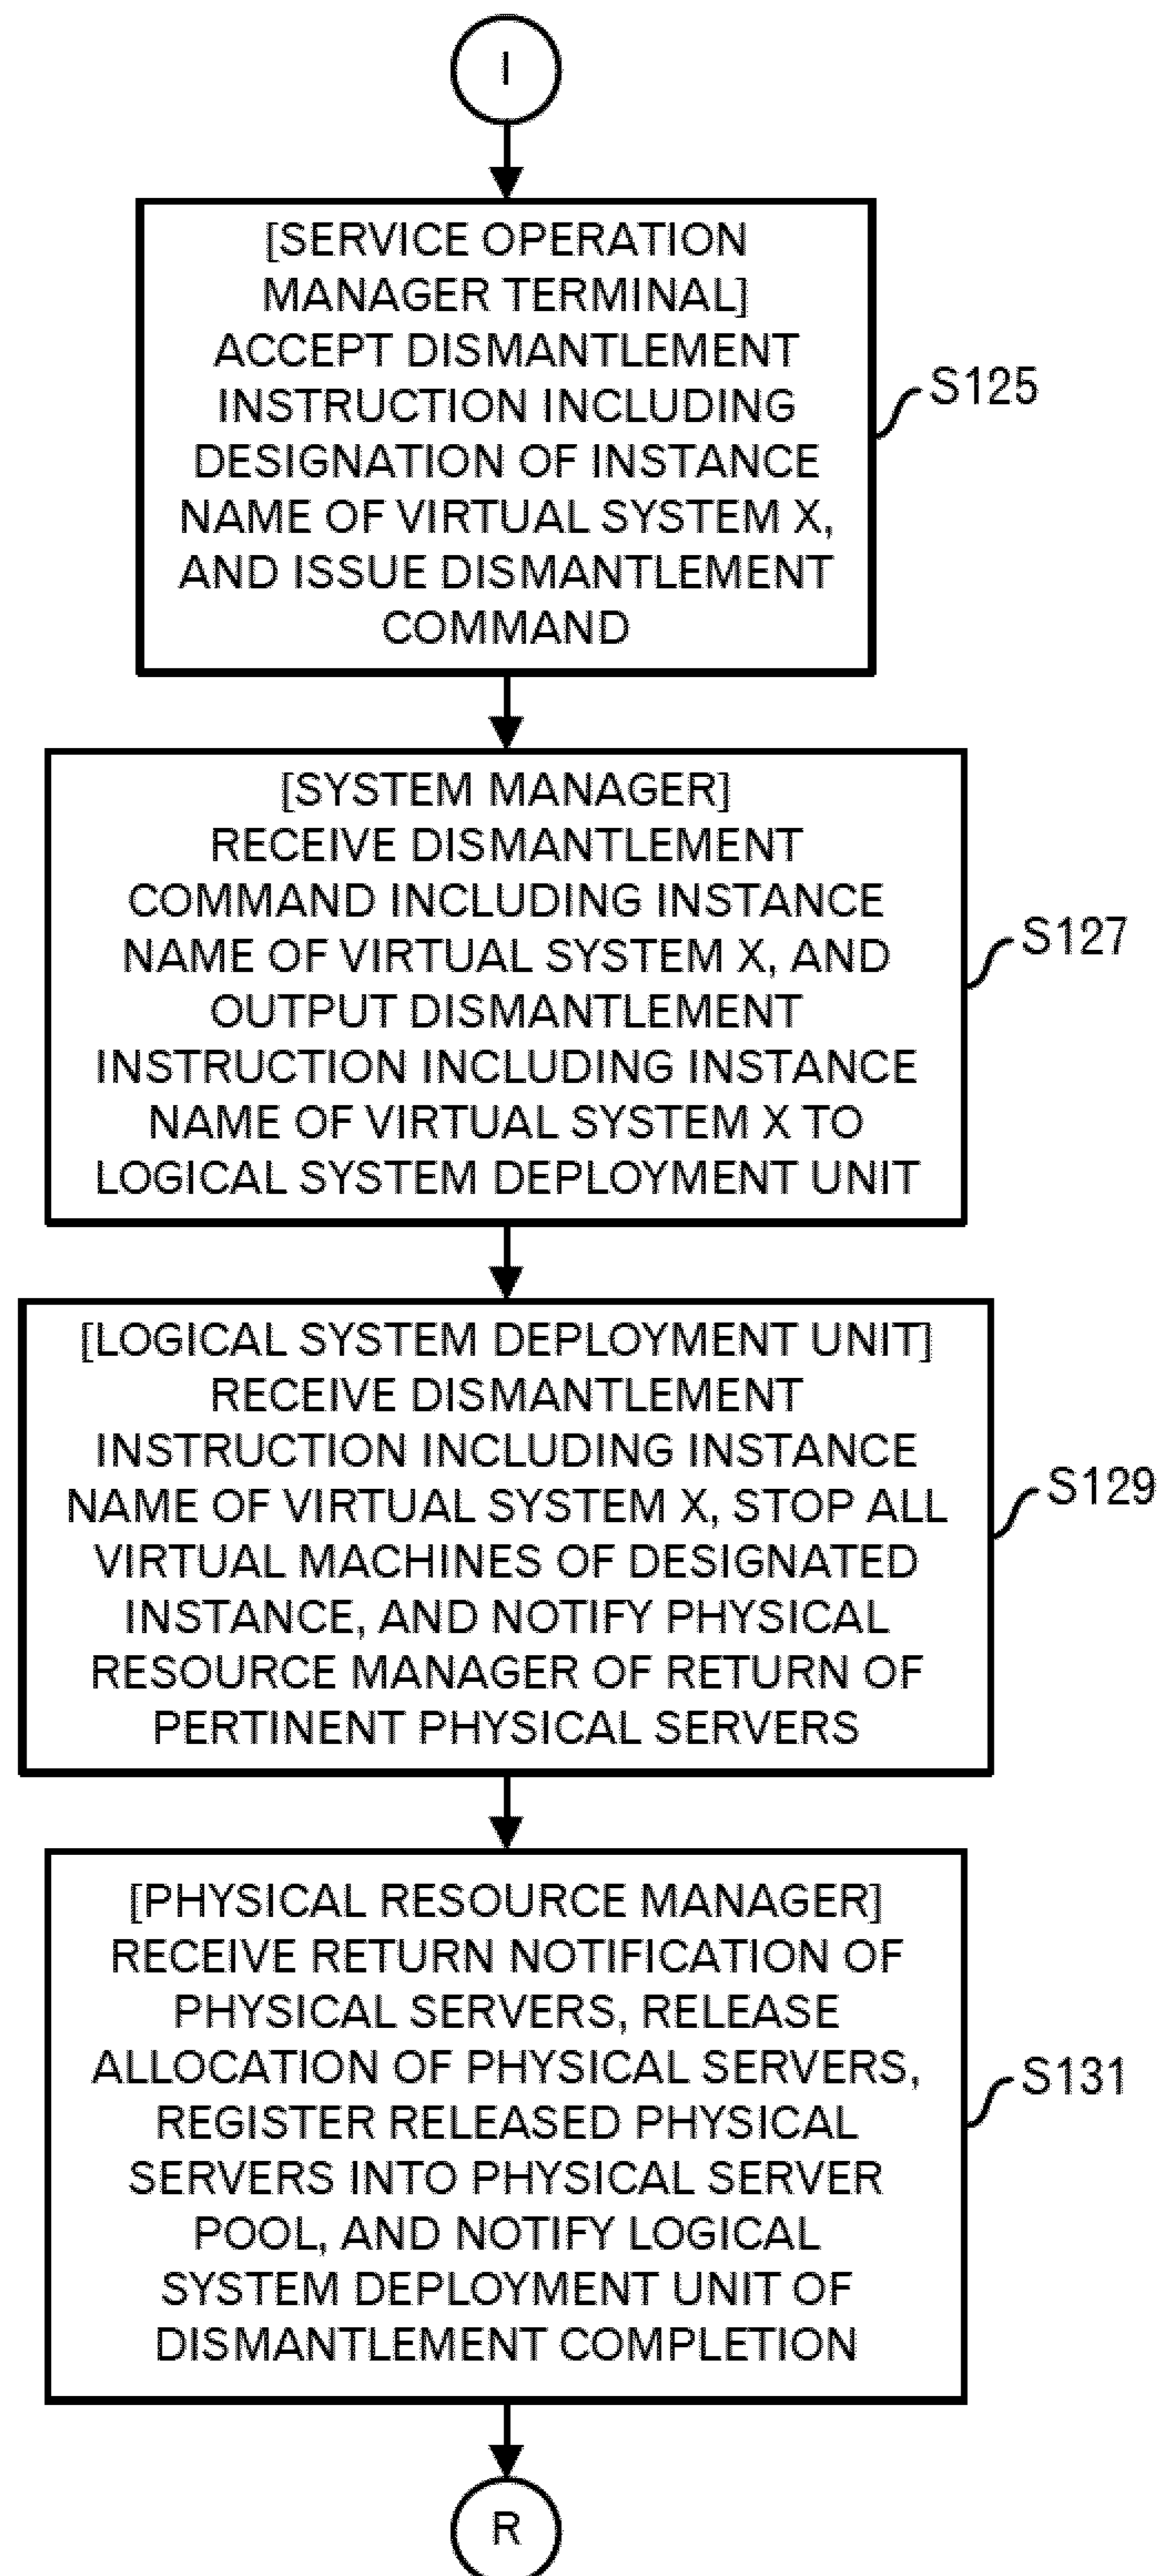 I
[SERVICE OPERATION
MANAGER TERMINAL]
ACCEPT DISMANTLEMENT
INSTRUCTION INCLUDING
DESIGNATION OF INSTANCE
NAME OF VIRTUAL SYSTEM X,
AND ISSUE DISMANTLEMENT
COMMAND
S125
[SYSTEM MANAGER]
RECEIVE DISMANTLEMENT
COMMAND INCLUDING INSTANCE
NAME OF VIRTUAL SYSTEM X, AND
OUTPUT DISMANTLEMENT
INSTRUCTION INCLUDING INSTANCE
NAME OF VIRTUAL SYSTEM X TO
LOGICAL SYSTEM DEPLOYMENT UNIT
S127
[LOGICAL SYSTEM DEPLOYMENT UNIT]
RECEIVE DISMANTLEMENT
INSTRUCTION INCLUDING INSTANCE
NAME OF VIRTUAL SYSTEM X, STOP ALL
VIRTUAL MACHINES OF DESIGNATED
INSTANCE, AND NOTIFY PHYSICAL
RESOURCE MANAGER OF RETURN OF
PERTINENT PHYSICAL SERVERS
S129
[PHYSICAL RESOURCE MANAGER]
RECEIVE RETURN NOTIFICATION OF
PHYSICAL SERVERS, RELEASE
ALLOCATION OF PHYSICAL SERVERS,
REGISTER RELEASED PHYSICAL
SERVERS INTO PHYSICAL SERVER
POOL, AND NOTIFY LOGICAL
SYSTEM DEPLOYMENT UNIT OF
DISMANTLEMENT COMPLETION
S131
R